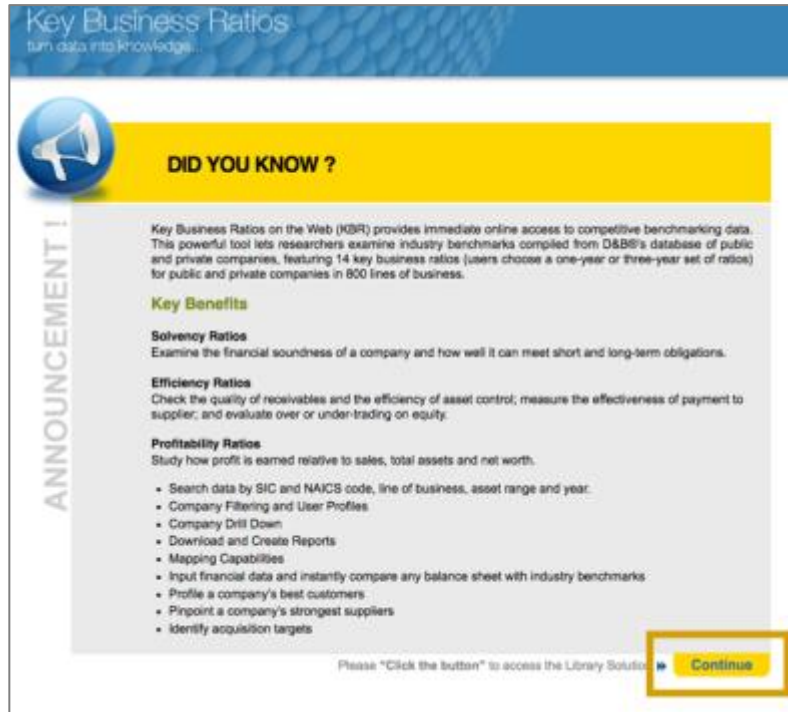 Key Business Ratios
turn data into knowledge...
DID YOU KNOW ?
ANNOUNCEMENT !
Key Business Ratios on the Web (KBR) provides immediate online access to competitive benchmarking data.
This powerful tool lets researchers examine industry benchmarks compiled from D&B®'s database of public
and private companies, featuring 14 key business ratios (users choose a one-year or three-year set of ratios)
for public and private companies in 800 lines of business.
Key Benefits
Solvency Ratios
Examine the financial soundness of a company and how well it can meet short and long-term obligations.
Efficiency Ratios
Check the quality of receivables and the efficiency of asset control; measure the effectiveness of payment to
supplier; and evaluate over or under-trading on equity.
Profitability Ratios
Study how profit is earned relative to sales, total assets and net worth.
• Search data by SIC and NAICS code, line of business, asset range and year.
• Company Filtering and User Profiles
• Company Drill Down
• Download and Create Reports
• Mapping Capabilities
• Input financial data and instantly compare any balance sheet with industry benchmarks
• Profile a company's best customers
• Pinpoint a company's strongest suppliers
• Identify acquisition targets
Please "Click the button" to access the Library Solution Continue